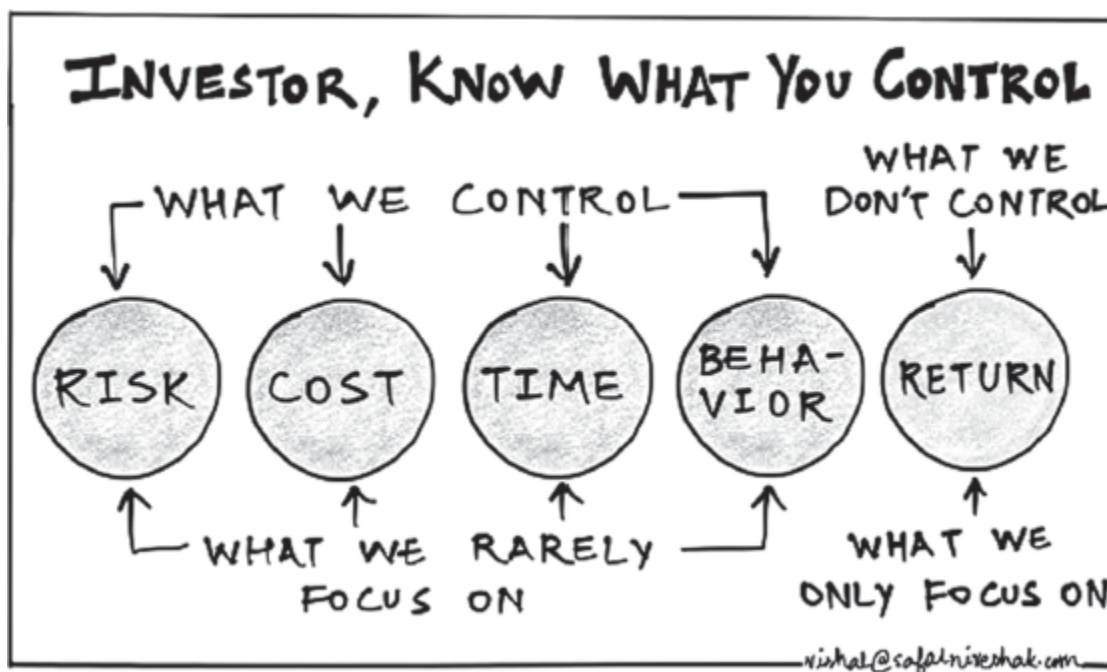 INVESTOR, KNOW WHAT YOU CONTROL
WHAT WE CONTROL
WHAT WE
DON'T CONTROL
RISK
COST
TIME
BEHA-
VIOR
RETURN
WHAT WE RARELY
FOCUS ON
WHAT WE
ONLY FOCUS ON
vishal@safalniveshak.com